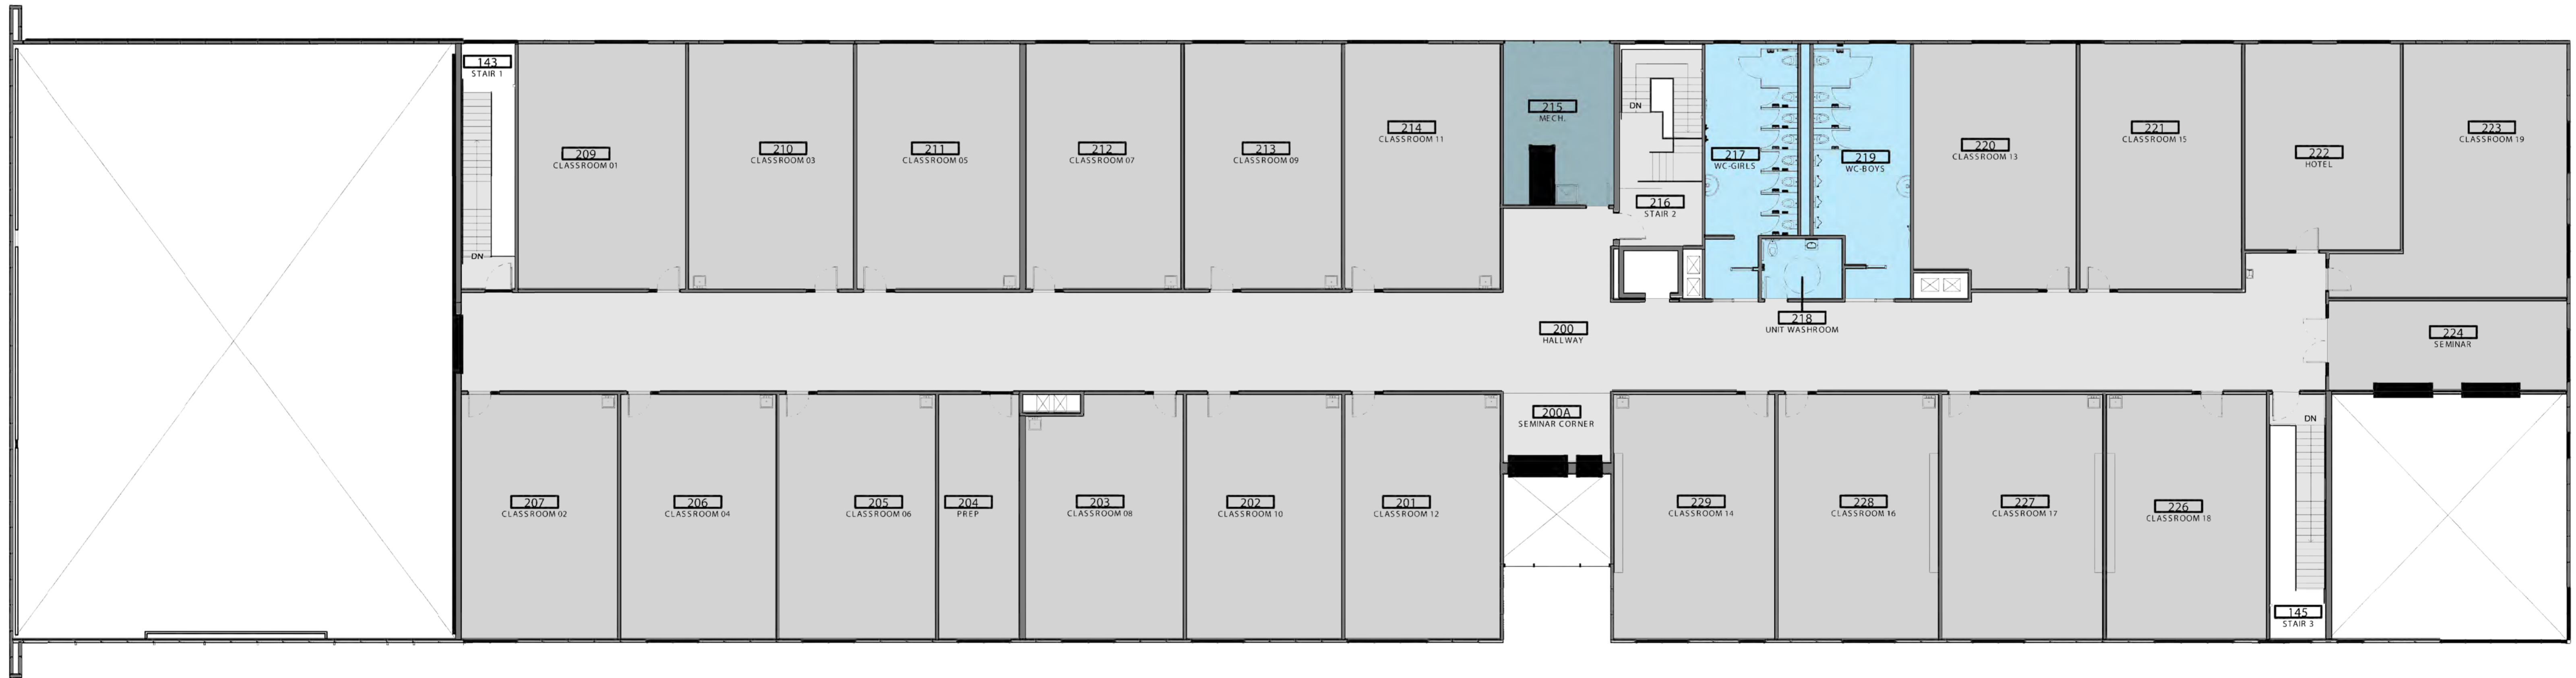 143
STAIR 1
DN
209
CLASSROOM 01
210
CLASSROOM 03
211
CLASSROOM 05
212
CLASSROOM 07
213
CLASSROOM 09
214
CLASSROOM 11
215
MECH.
DN
216
STAIR 2
217
WC-GIRLS
219
WC-BOYS
220
CLASSROOM 13
221
CLASSROOM 15
222
HOTEL
223
CLASSROOM 19
200
HALLWAY
218
UNIT WASHROOM
224
SEMINAR
200A
SEMINAR CORNER
207
CLASSROOM 02
206
CLASSROOM 04
205
CLASSROOM 06
204
PREP
203
CLASSROOM 08
202
CLASSROOM 10
201
CLASSROOM 12
229
CLASSROOM 14
228
CLASSROOM 16
227
CLASSROOM 17
226
CLASSROOM 18
DN
145
STAIR 3